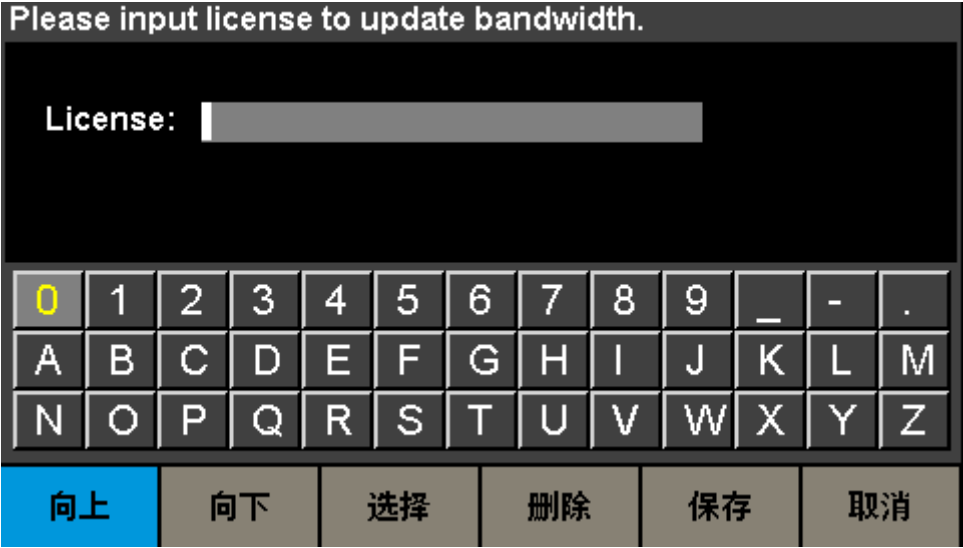 Please input license to update bandwidth.
License:
0 1 2 3 4 5 6 7 8 9 _ - .
A B C D E F G H I J K L M
N O P Q R S T U V W X Y Z
向上 向下 选择 删除 保存 取消